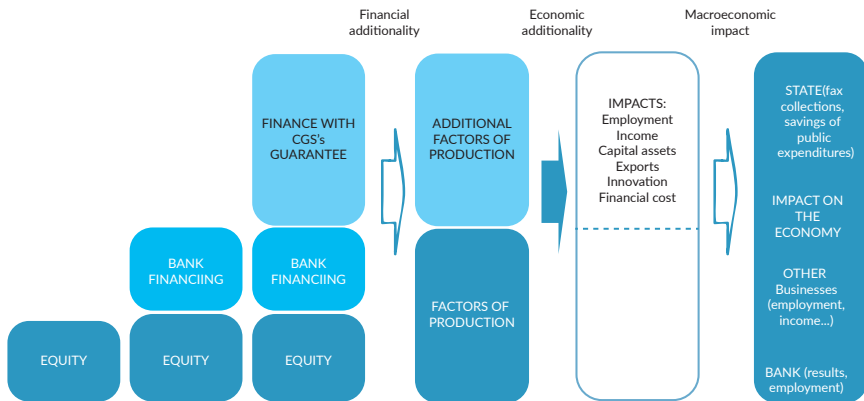 Financial
additionality
Economic
additionality
Macroeconomic
impact
FINANCE WITH
CGS's
GUARANTEE
BANK
FINANCIING
BANK
FINANCIING
EQUITY
EQUITY
EQUITY
ADDITIONAL
FACTORS OF
PRODUCTION
FACTORS OF
PRODUCTION
IMPACTS:
Employment
Income
Capital assets
Exports
Innovation
Financial cost
STATE(fax
collections,
savings of
public
expenditures)
IMPACT ON
THE
ECONOMY
OTHER
Businesses
(employment,
income...)
BANK (results,
employment)